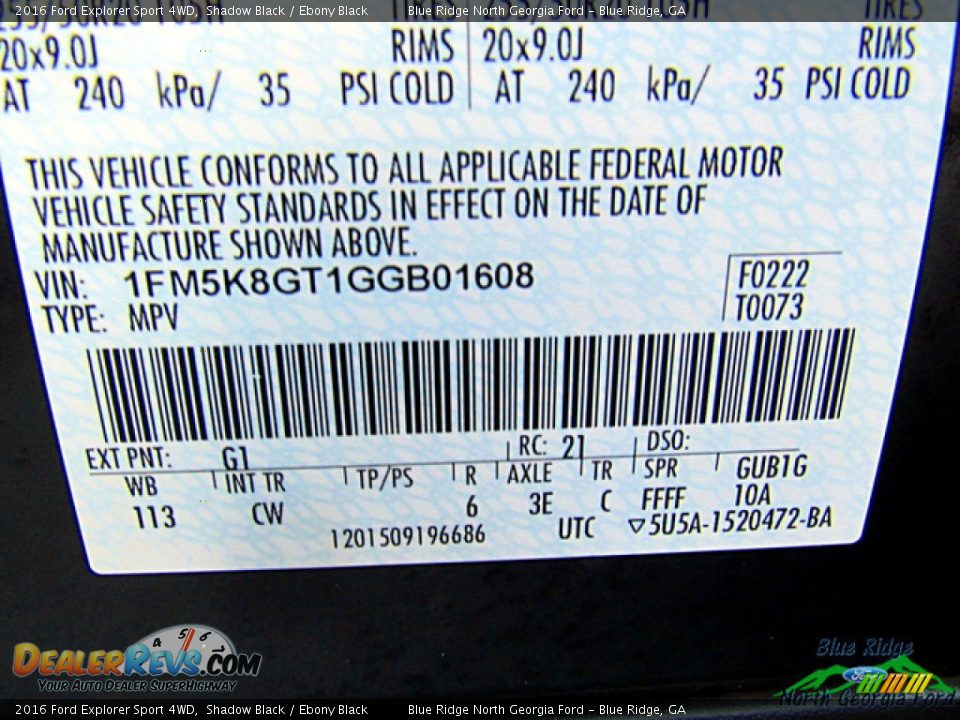 2016 Ford Explorer Sport 4WD, Shadow Black / Ebony Black Blue Ridge North Georgia Ford - Blue Ridge, GA
20x9.0J RIMS 20x9.0J RIMS
AT 240 kPa/ 35 PSI COLD AT 240 kPa/ 35 PSI COLD
THIS VEHICLE CONFORMS TO ALL APPLICABLE FEDERAL MOTOR
VEHICLE SAFETY STANDARDS IN EFFECT ON THE DATE OF
MANUFACTURE SHOWN ABOVE.
VIN: 1FM5K8GT1GGB01608 F0222
TYPE: MPV T0073
EXT PNT: G1 RC: 21 DSO:
WB INT TR TP/PS R AXLE TR SPR GUB1G
113 CW 6 3E C FFFF 10A
1201509196686 UTC ▽5U5A-1520472-BA
4 5 6
DEALERREVS.COM
YOUR AUTO DEALER SUPERHIGHWAY
Blue Ridge
Ford
North Georgia Ford
2016 Ford Explorer Sport 4WD, Shadow Black / Ebony Black Blue Ridge North Georgia Ford - Blue Ridge, GA